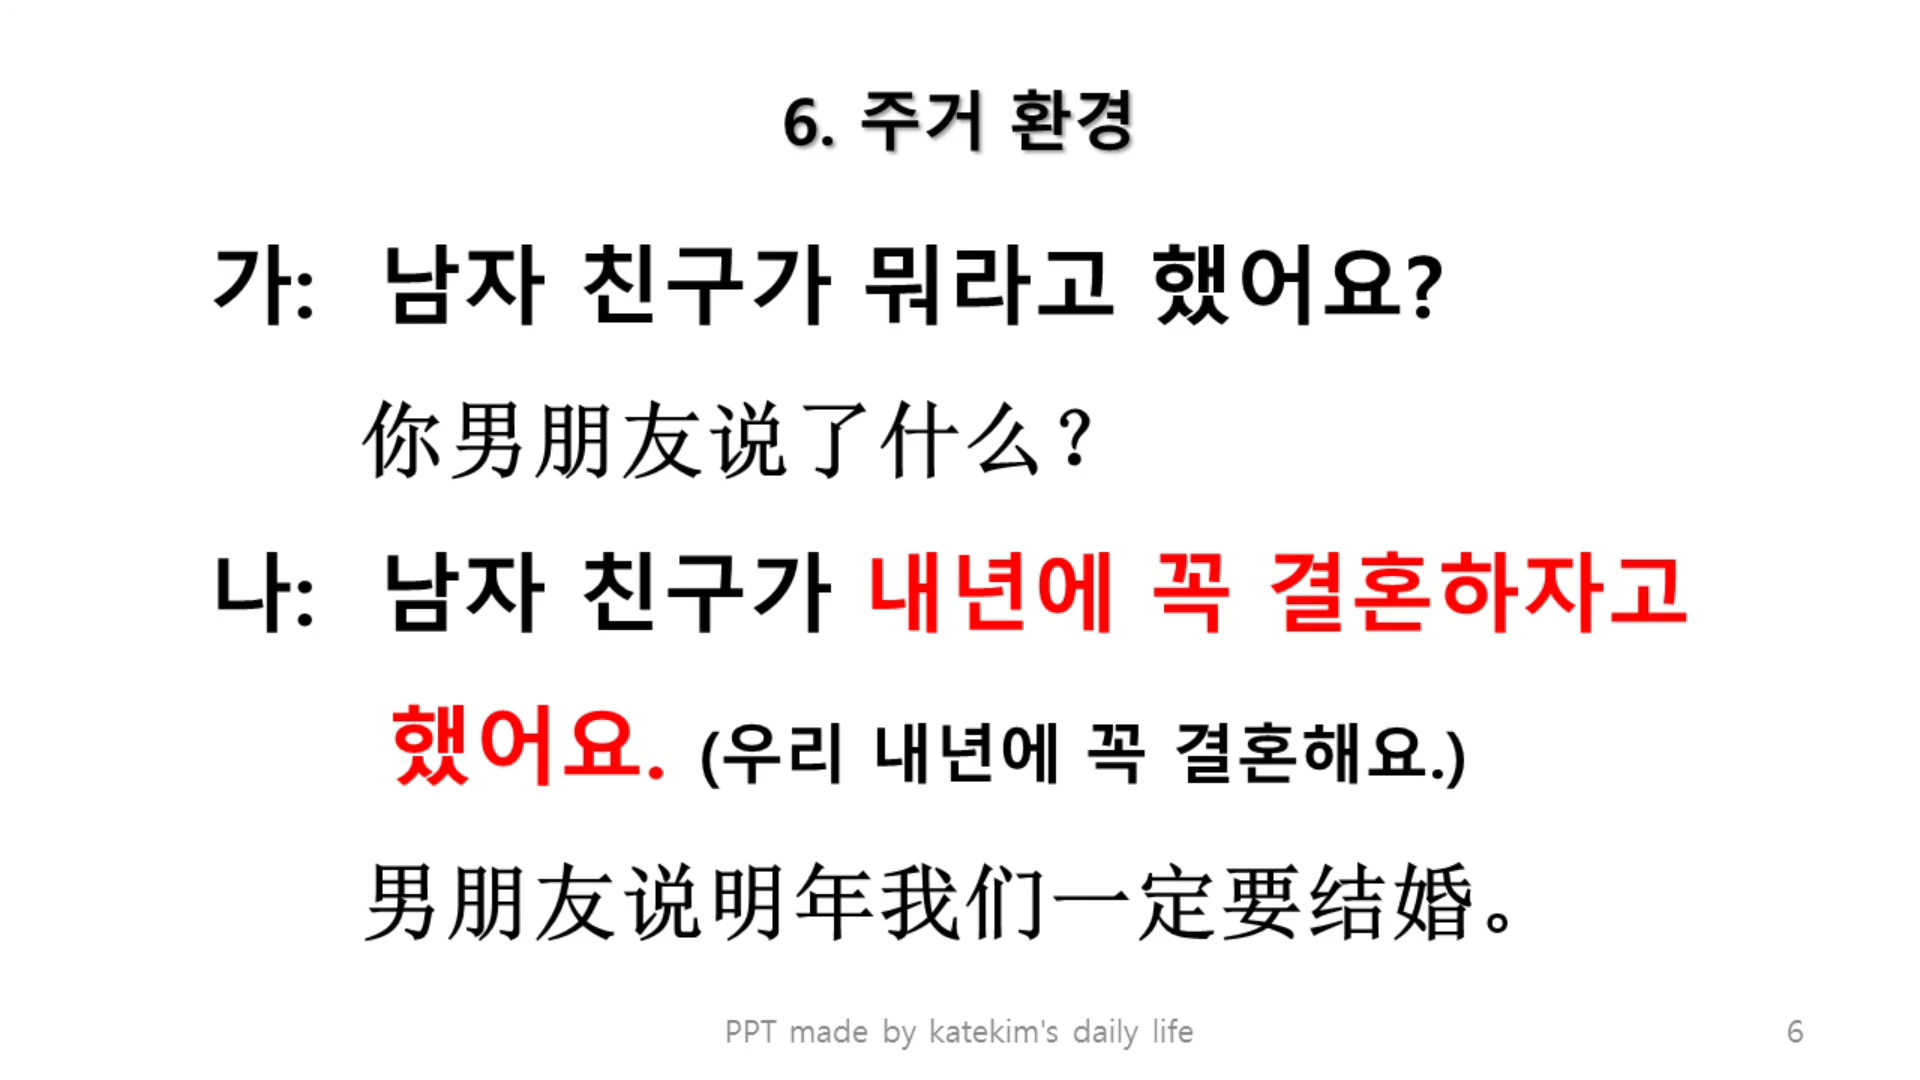 6. 주거 환경
가: 남자 친구가 뭐라고 했어요?
你男朋友说了什么？
나: 남자 친구가 내년에 꼭 결혼하자고
했어요. (우리 내년에 꼭 결혼해요.)
男朋友说明年我们一定要结婚。
PPT made by katekim's daily life
6